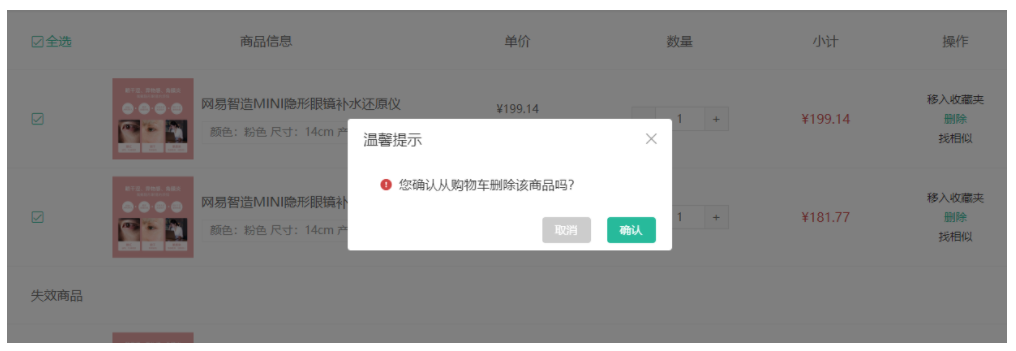 全选
商品信息
单价
数量
小计
操作
网易智造MINI隐形眼镜补水还原仪
颜色：粉色 尺寸：14cm 产
¥199.14
1
+
¥199.14
移入收藏夹
删除
找相似
温馨提示
您确认从购物车删除该商品吗?
取消
确认
网易智造MINI隐形眼镜补
颜色：粉色 尺寸：14cm 产
1
+
¥181.77
移入收藏夹
删除
找相似
失效商品